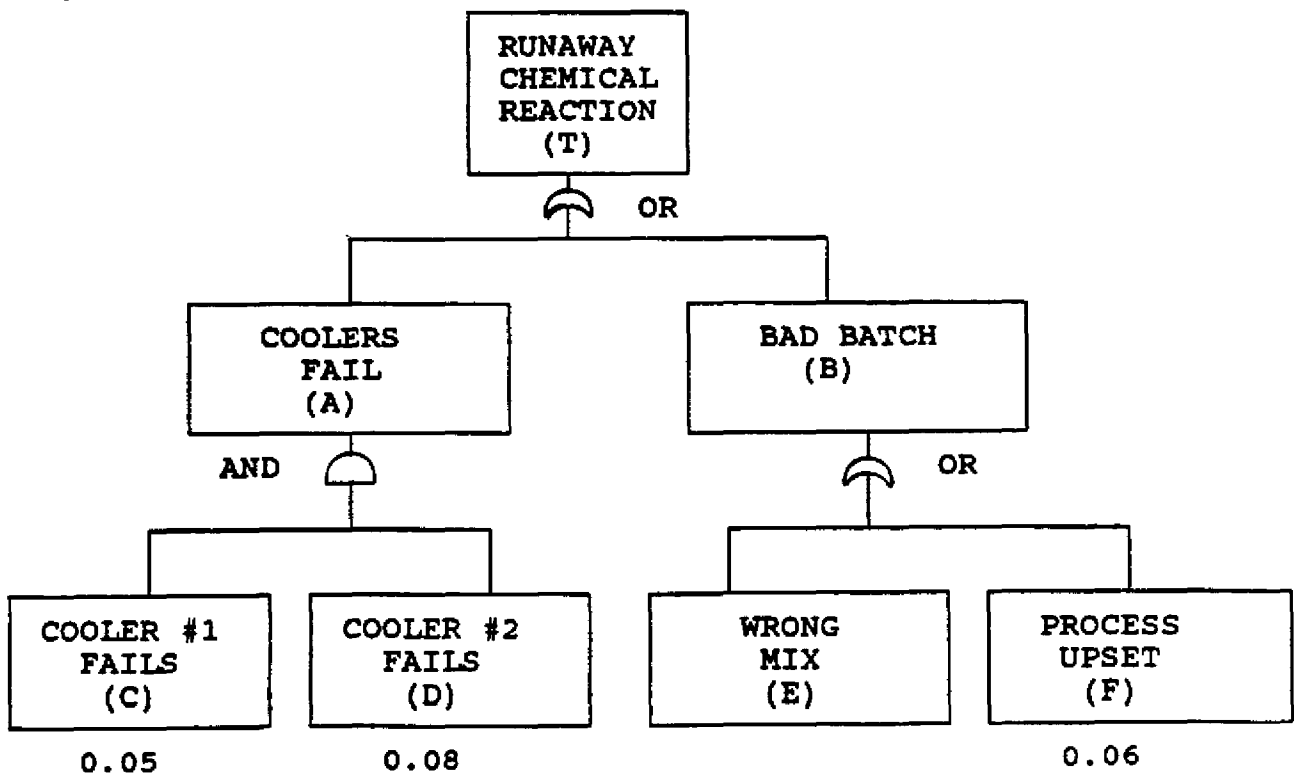 RUNAWAY
CHEMICAL
REACTION
(T)
OR
COOLERS
FAIL
(A)
BAD BATCH
(B)
AND
OR
COOLER #1
FAILS
(C)
COOLER #2
FAILS
(D)
WRONG
MIX
(E)
PROCESS
UPSET
(F)
0.05
0.08
0.06